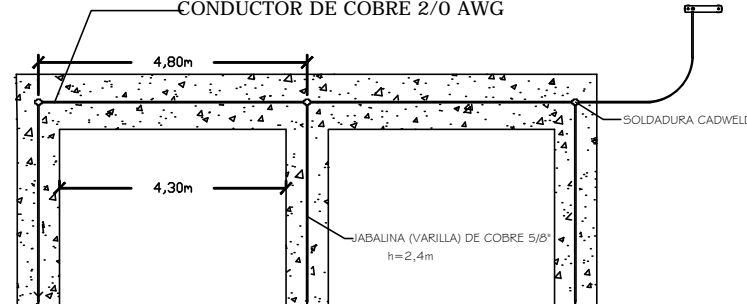 CONDUCTOR DE COBRE 2/0 AWG
4,80m
SOLDADURA CADWELD
4,30m
JABALINA (VARILLA) DE COBRE 5/8"
h=2,4m